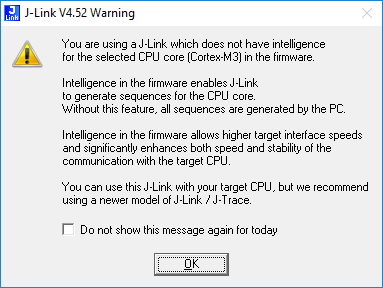 J-Link V4.52 Warning
You are using a J-Link which does not have intelligence
for the selected CPU core (Cortex-M3) in the firmware.
Intelligence in the firmware enables J-Link
to generate sequences for the CPU core.
Without this feature, all sequences are generated by the PC.
Intelligence in the firmware allows higher target interface speeds
and significantly enhances both speed and stability of the
communication with the target CPU.
You can use this J-Link with your target CPU, but we recommend
using a newer model of J-Link / J-Trace.
Do not show this message again for today
OK